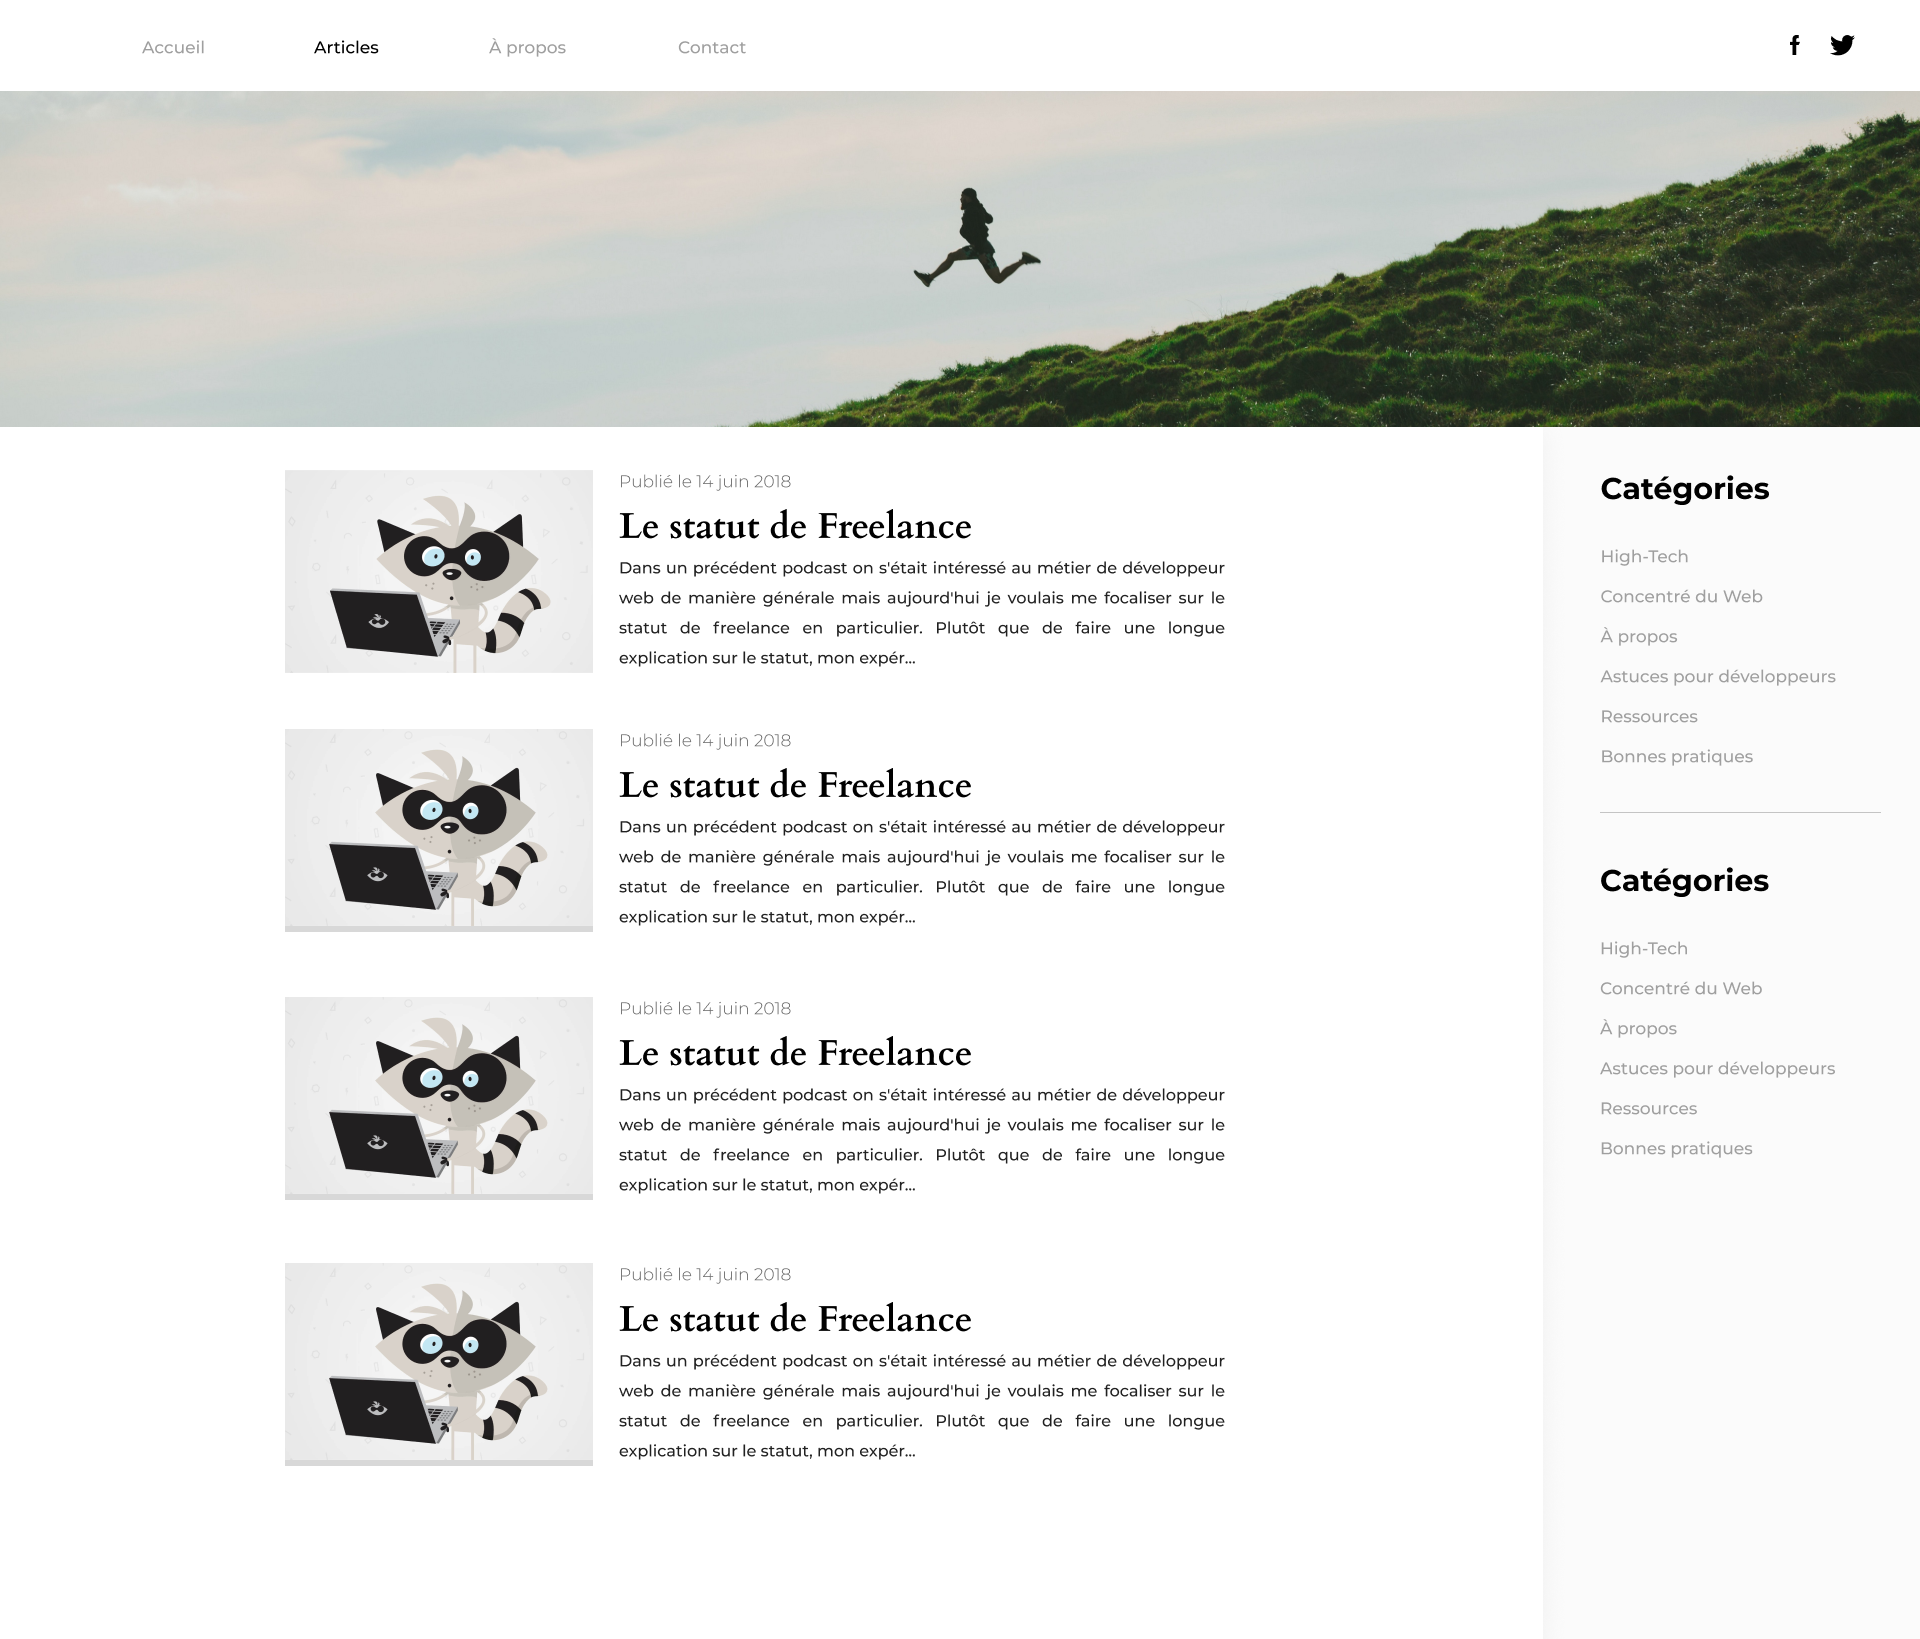 Accueil
Articles
À propos
Contact
Publié le 14 juin 2018
Le statut de Freelance
Dans un précédent podcast on s'était intéressé au métier de développeur
web de manière générale mais aujourd'hui je voulais me focaliser sur le
statut de freelance en particulier. Plutôt que de faire une longue
explication sur le statut, mon expér...
Publié le 14 juin 2018
Le statut de Freelance
Dans un précédent podcast on s'était intéressé au métier de développeur
web de manière générale mais aujourd'hui je voulais me focaliser sur le
statut de freelance en particulier. Plutôt que de faire une longue
explication sur le statut, mon expér...
Publié le 14 juin 2018
Le statut de Freelance
Dans un précédent podcast on s'était intéressé au métier de développeur
web de manière générale mais aujourd'hui je voulais me focaliser sur le
statut de freelance en particulier. Plutôt que de faire une longue
explication sur le statut, mon expér...
Publié le 14 juin 2018
Le statut de Freelance
Dans un précédent podcast on s'était intéressé au métier de développeur
web de manière générale mais aujourd'hui je voulais me focaliser sur le
statut de freelance en particulier. Plutôt que de faire une longue
explication sur le statut, mon expér...
Catégories
High-Tech
Concentré du Web
À propos
Astuces pour développeurs
Ressources
Bonnes pratiques
Catégories
High-Tech
Concentré du Web
À propos
Astuces pour développeurs
Ressources
Bonnes pratiques